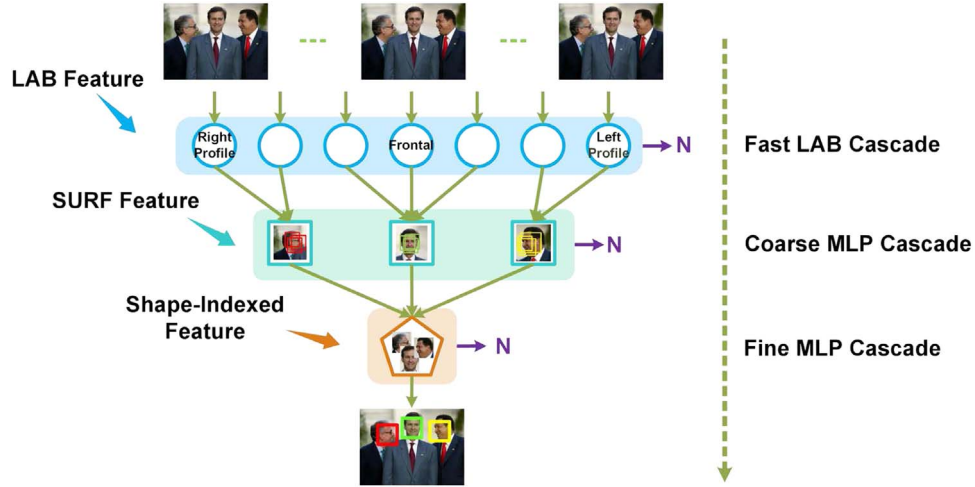 LAB Feature
Right
Profile
Frontal
Left
Profile
N
Fast LAB Cascade
SURF Feature
N
Coarse MLP Cascade
Shape-Indexed
Feature
N
Fine MLP Cascade